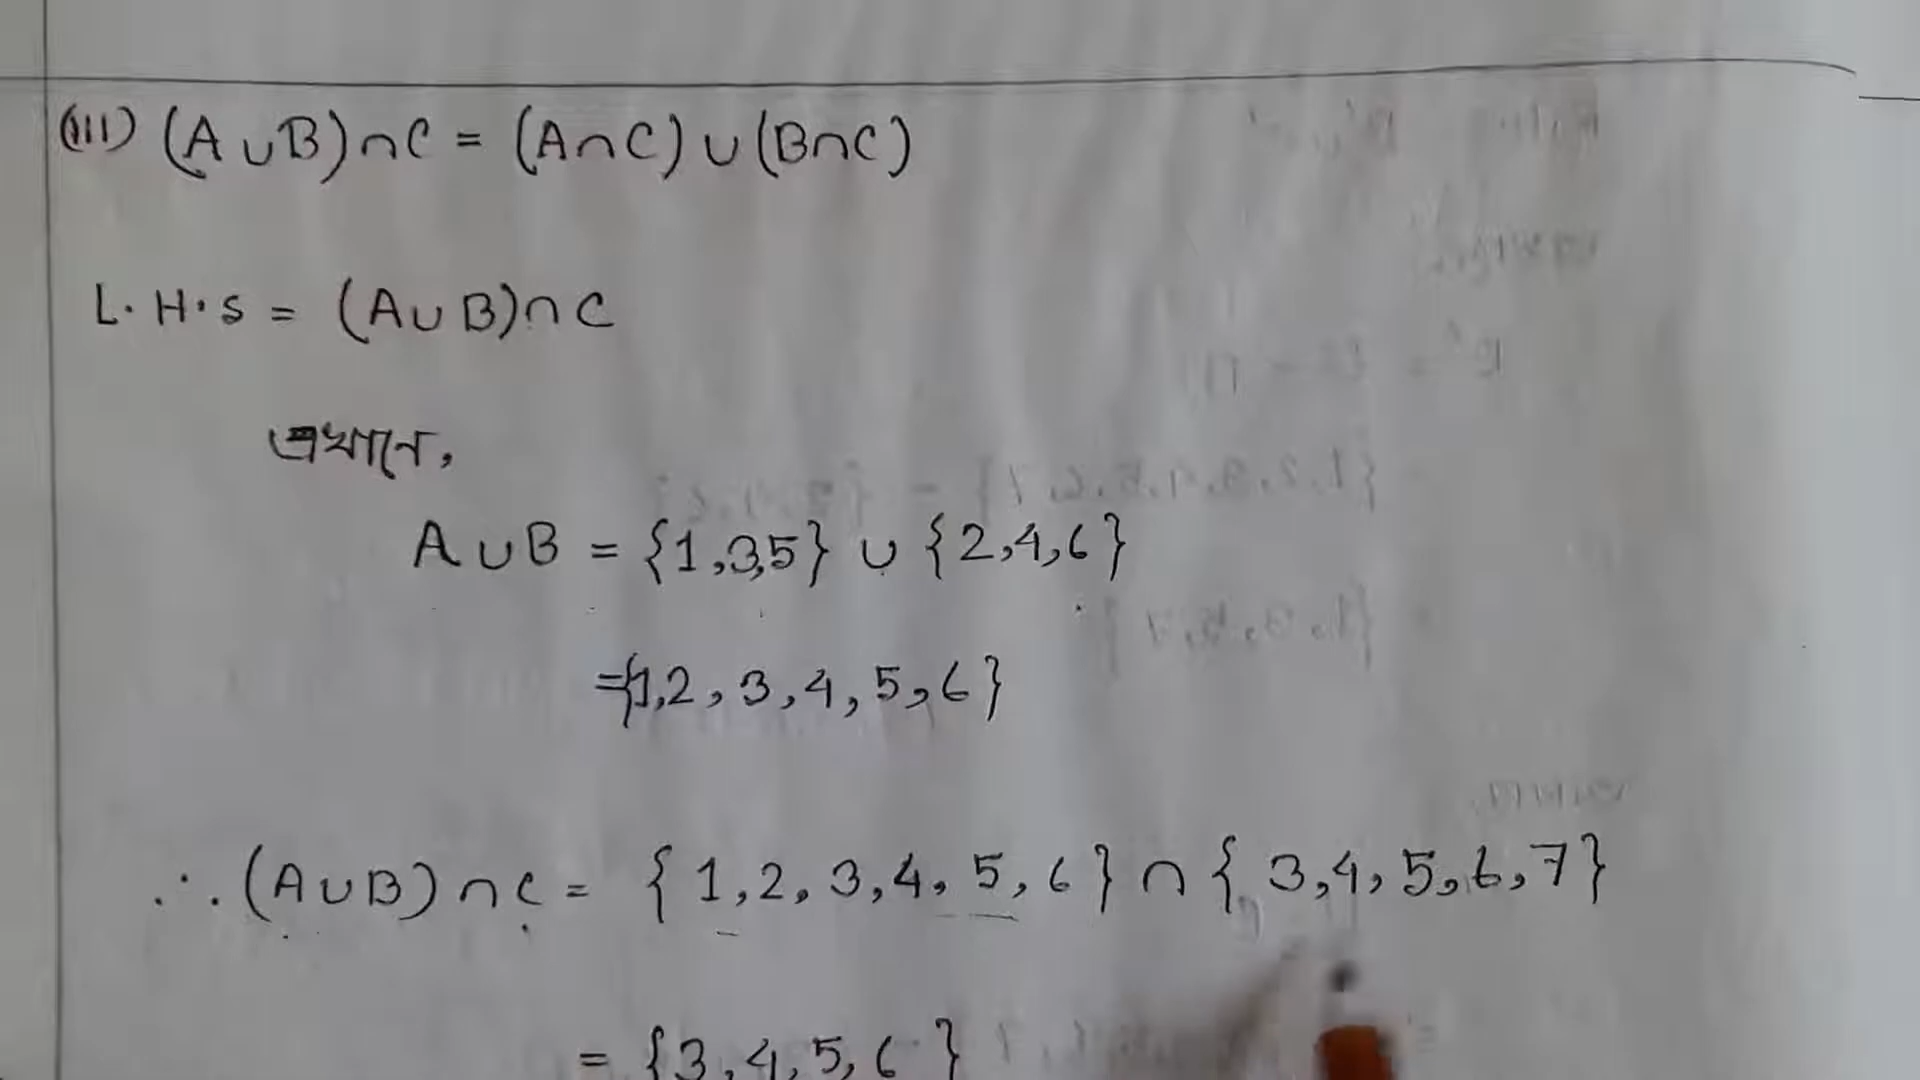 (iii) (A∪B)∩C = (A∩C) ∪ (B∩C)
L.H.S = (A∪B)∩C
এখানে,
A∪B = {1,3,5} ∪ {2,4,6}
={1,2,3,4,5,6}
∴ (A∪B)∩C = {1,2,3,4,5,6} ∩ {3,4,5,6,7}
= {3,4,5,6}